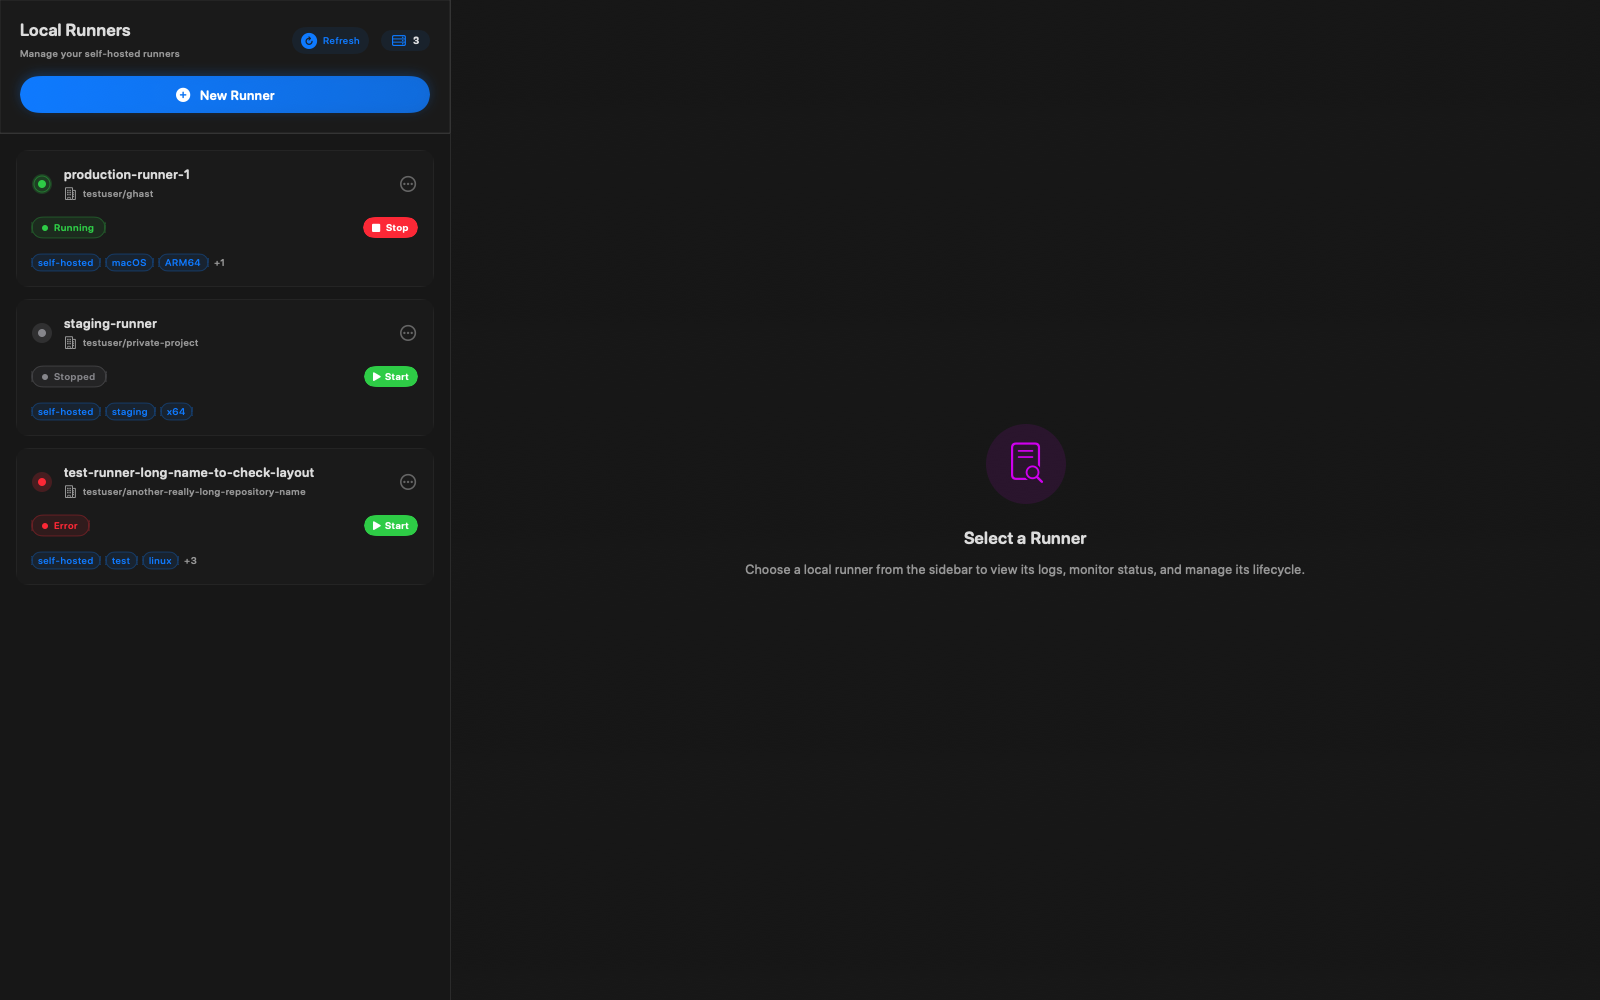 Local Runners
Manage your self-hosted runners
Refresh
3
New Runner
production-runner-1
testuser/ghast
Running
Stop
self-hosted macOS ARM64 +1
staging-runner
testuser/private-project
Stopped
Start
self-hosted staging x64
test-runner-long-name-to-check-layout
testuser/another-really-long-repository-name
Error
Start
self-hosted test linux +3
Select a Runner
Choose a local runner from the sidebar to view its logs, monitor status, and manage its lifecycle.